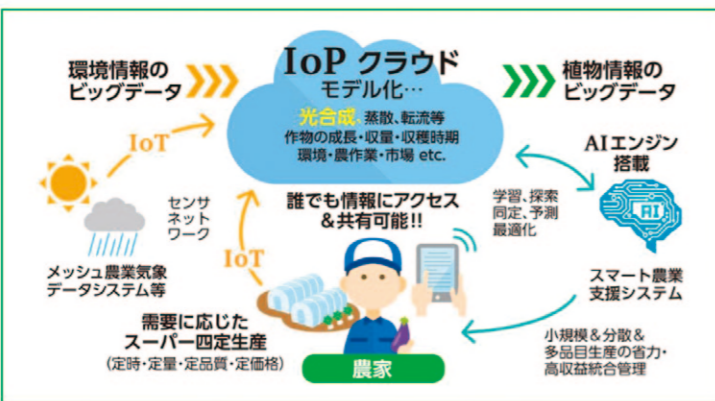 IoP クラウド
モデル化…
光合成、蒸散、転流等
作物の成長・収量・収穫時期
環境・農作業・市場 etc.
環境情報の
ビッグデータ
植物情報の
ビッグデータ
IoT
AIエンジン
搭載
AI
センサ
ネット
ワーク
誰でも情報にアクセス
＆共有可能!!
学習、探索
同定、予測
最適化
IoT
メッシュ農業気象
データシステム等
スマート農業
支援システム
需要に応じた
スーパー四定生産
（定時・定量・定品質・定価格）
農家
小規模＆分散＆
多品目生産の省力・
高収益統合管理